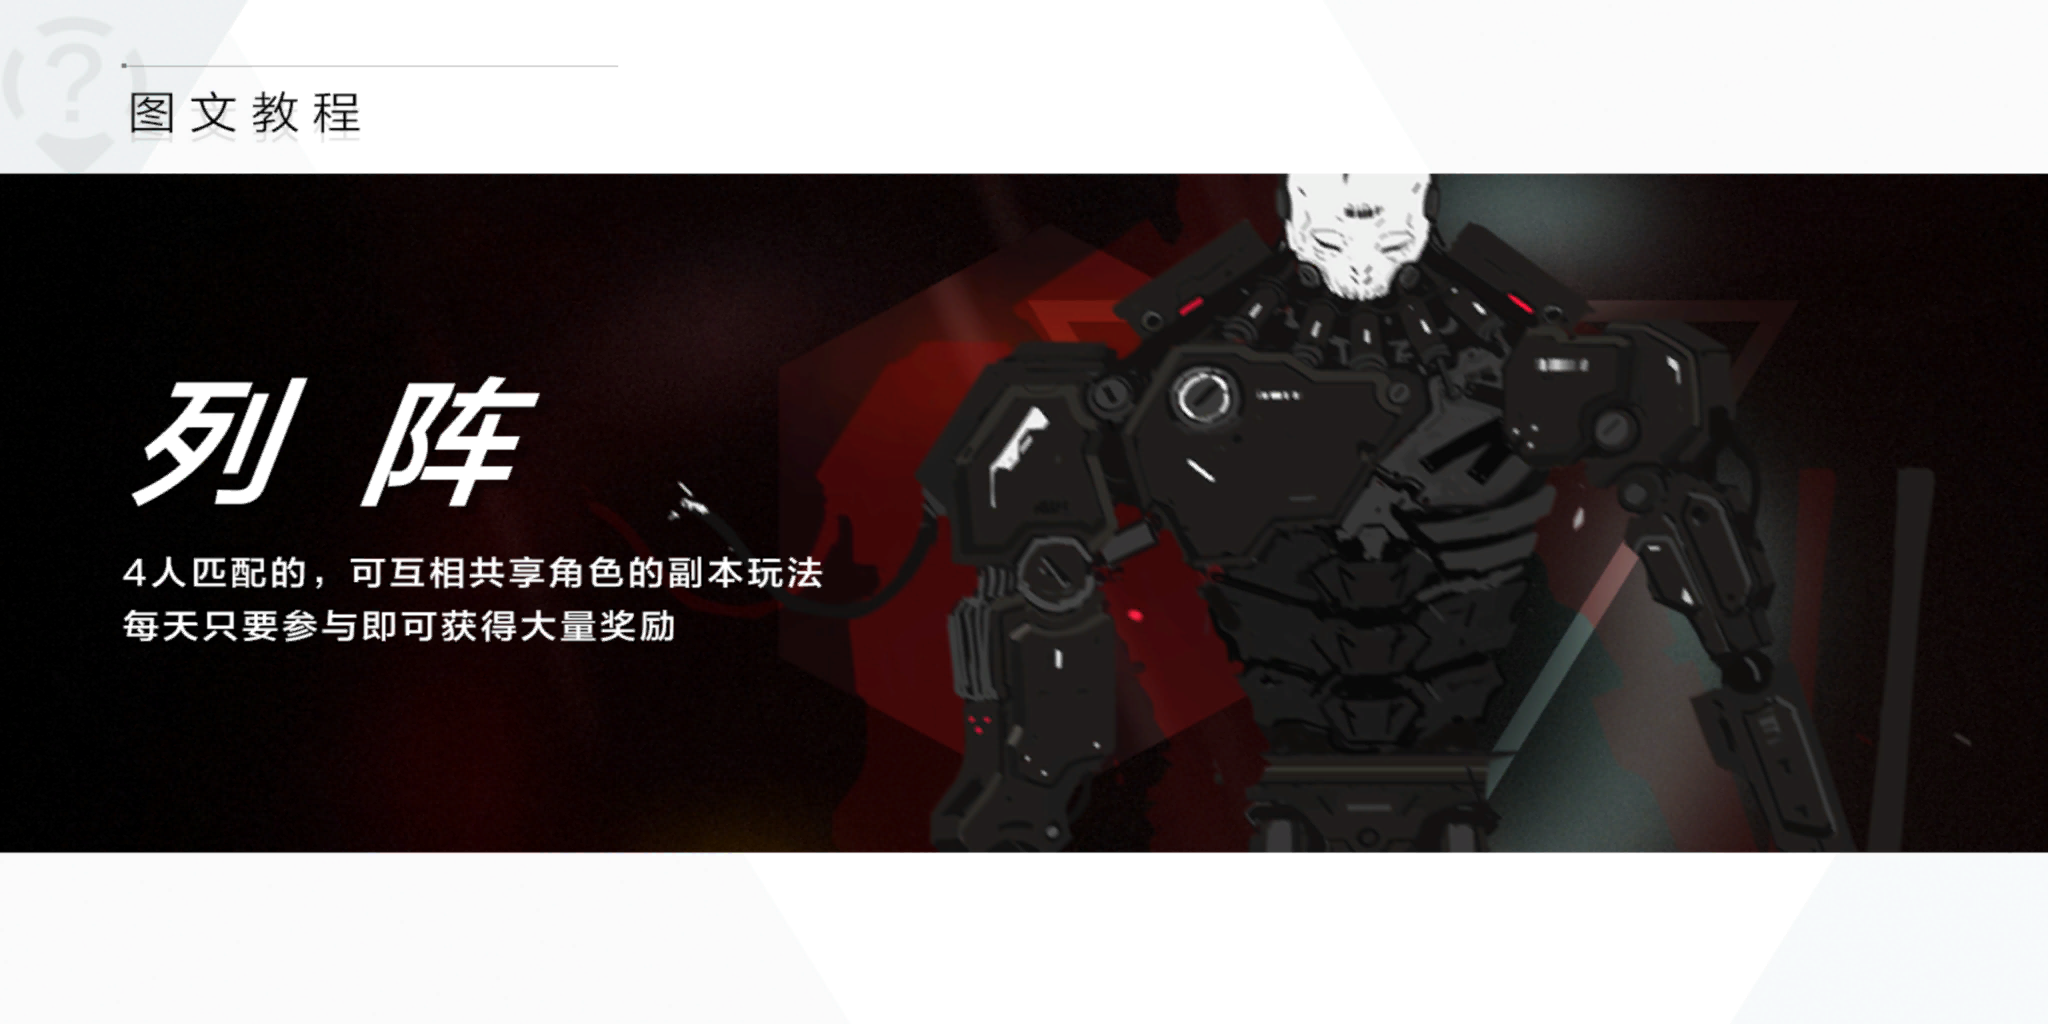 图文教程
列阵
4人匹配的，可互相共享角色的副本玩法
每天只要参与即可获得大量奖励